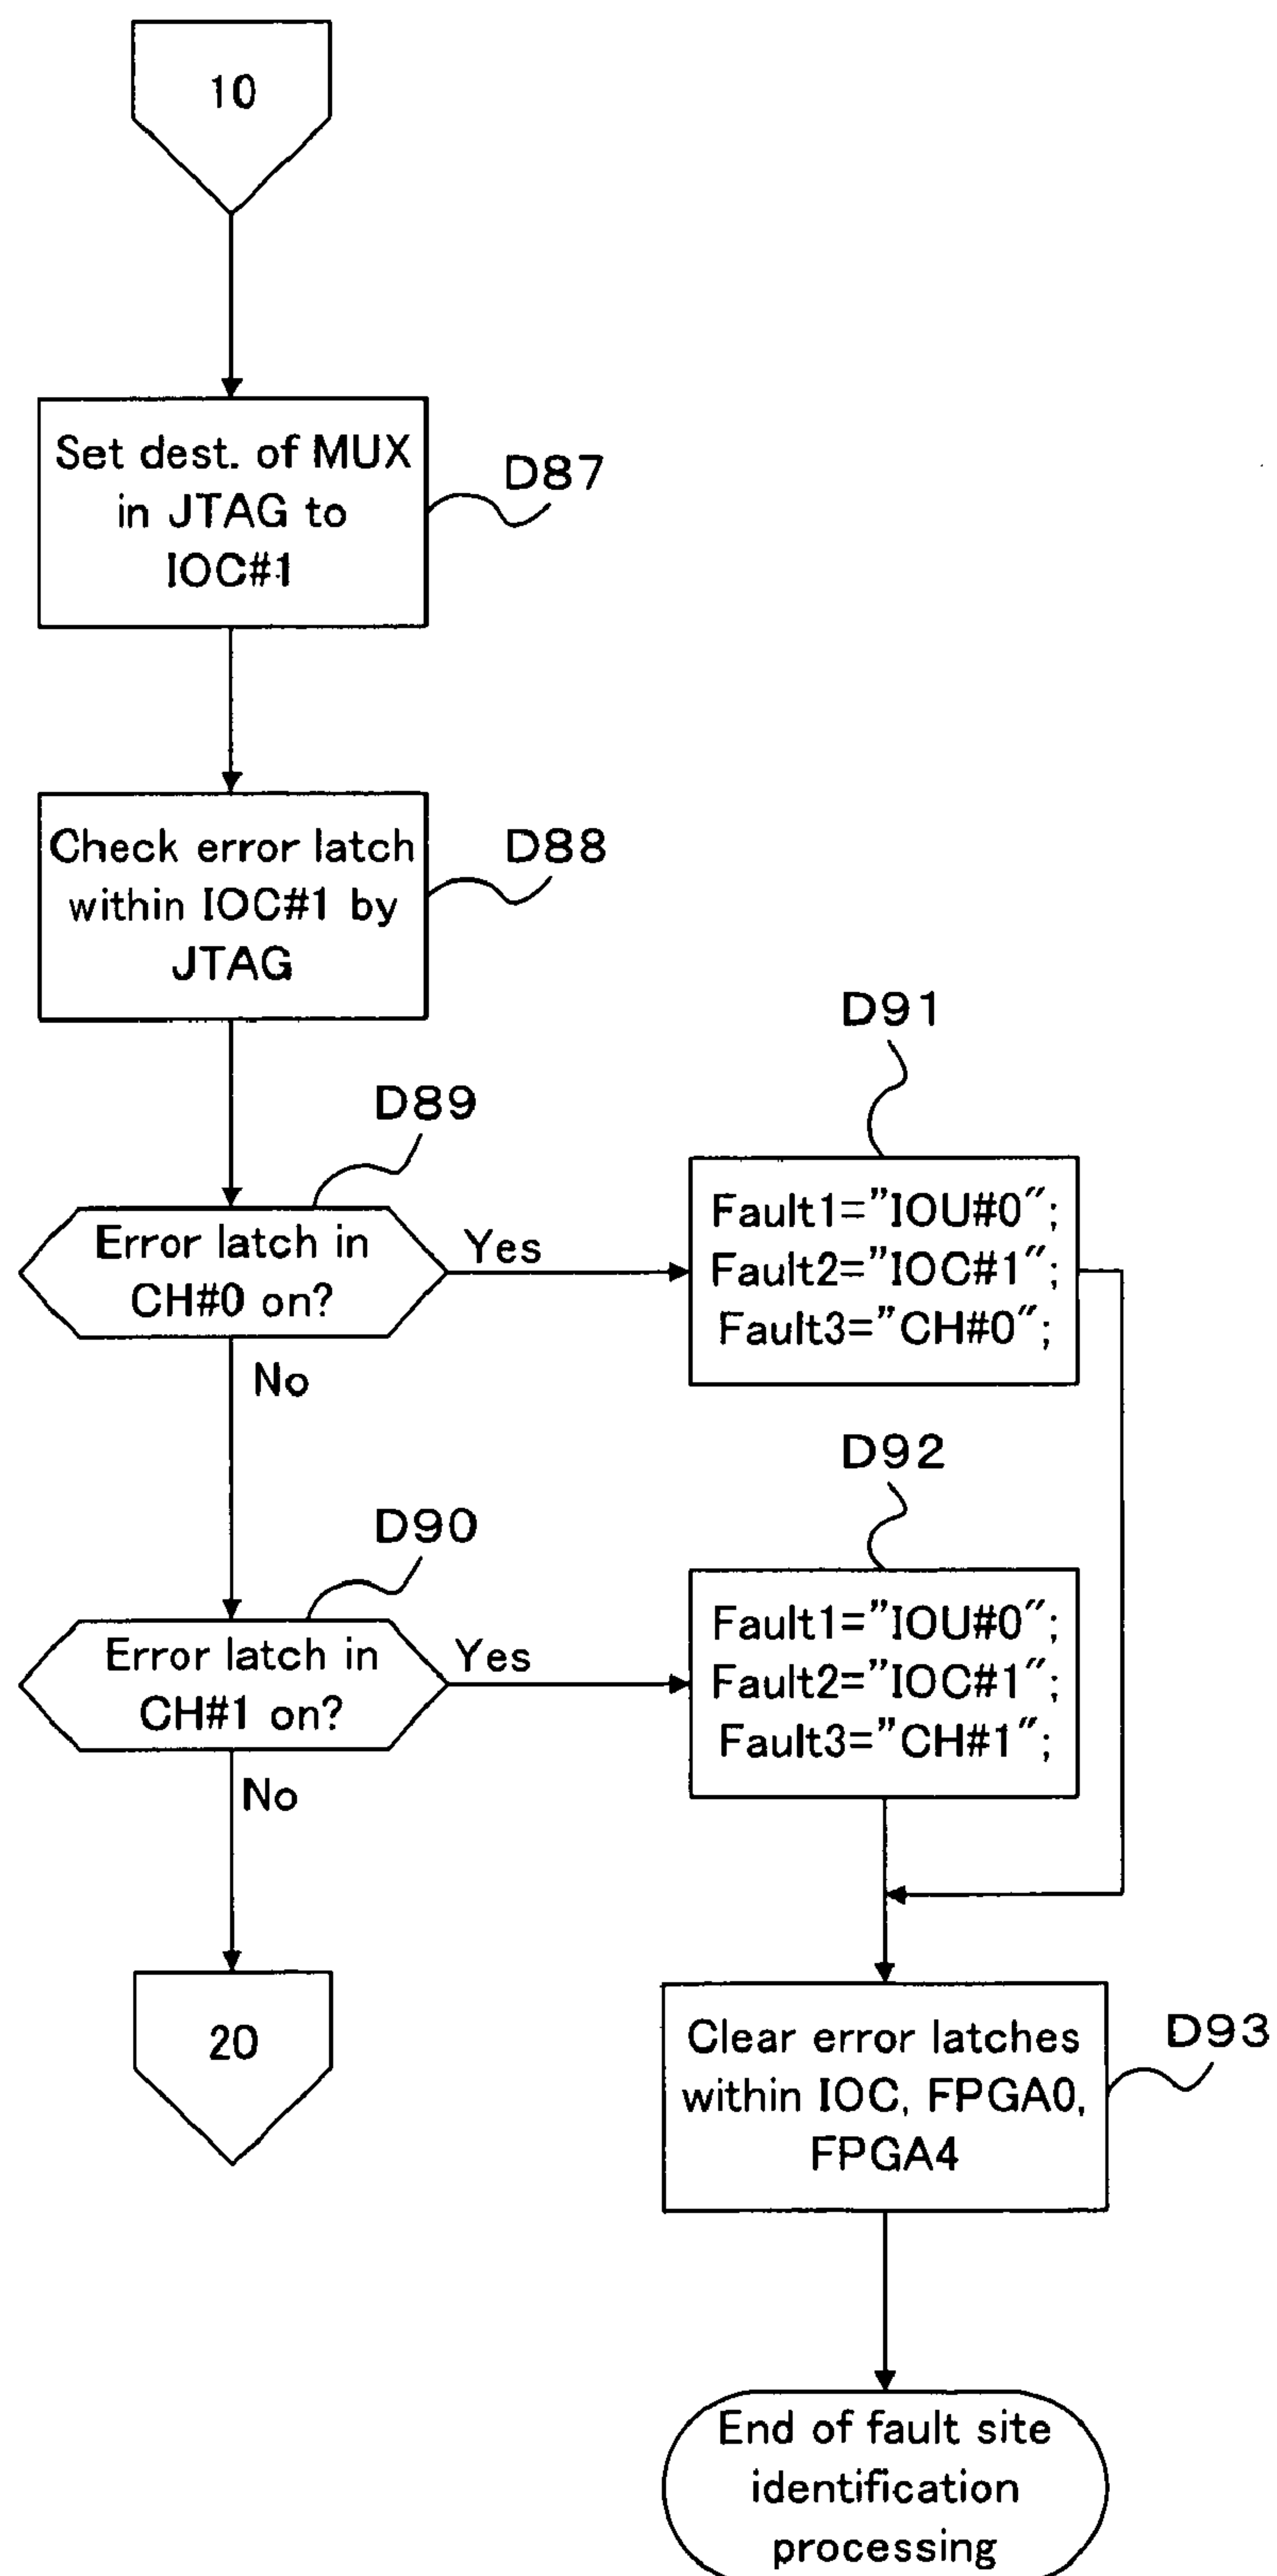 10
Set dest. of MUX
in JTAG to
IOC#1
D87
Check error latch
within IOC#1 by
JTAG
D88
D89
Error latch in
CH#0 on?
Yes
No
D91
Fault1="IOU#0";
Fault2="IOC#1";
Fault3="CH#0";
D90
Error latch in
CH#1 on?
Yes
No
D92
Fault1="IOU#0";
Fault2="IOC#1";
Fault3="CH#1";
20
Clear error latches
within IOC, FPGA0,
FPGA4
D93
End of fault site
identification
processing